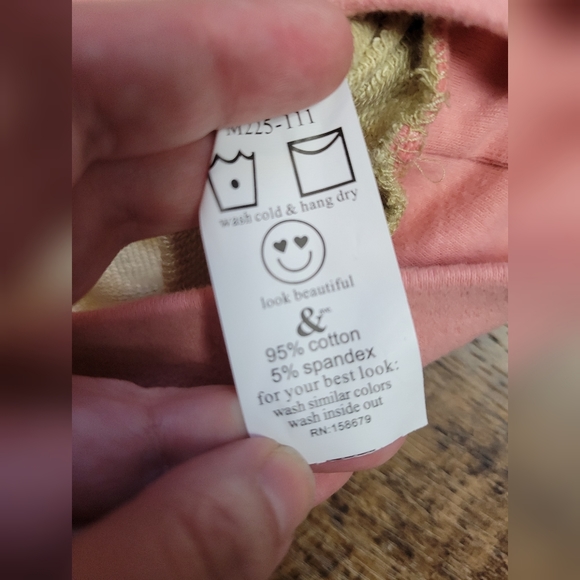 M225-111
wash cold & hang dry
look beautiful
&
95% cotton
5% spandex
for your best look:
wash similar colors
wash inside out
RN:158679